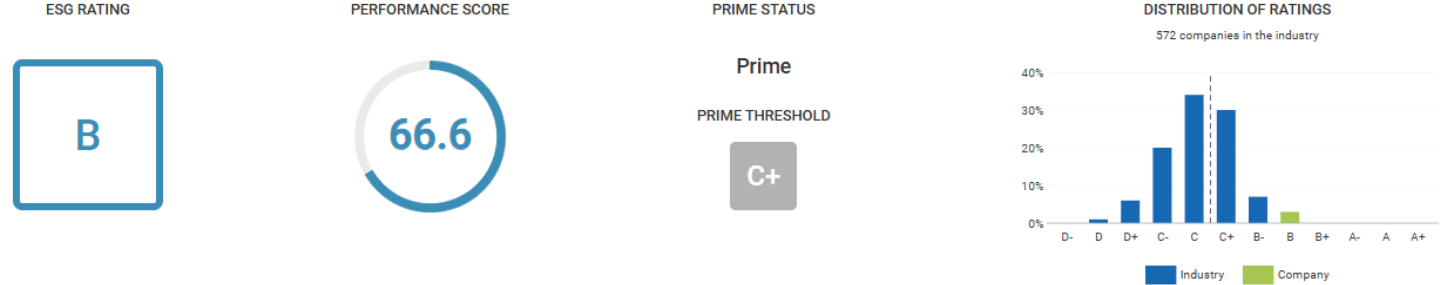 ESG RATING
B
PERFORMANCE SCORE
66.6
PRIME STATUS
Prime
PRIME THRESHOLD
C+
DISTRIBUTION OF RATINGS
572 companies in the industry
40%
30%
20%
10%
0%
D- D D+ C- C C+ B- B B+ A- A A+
Industry Company